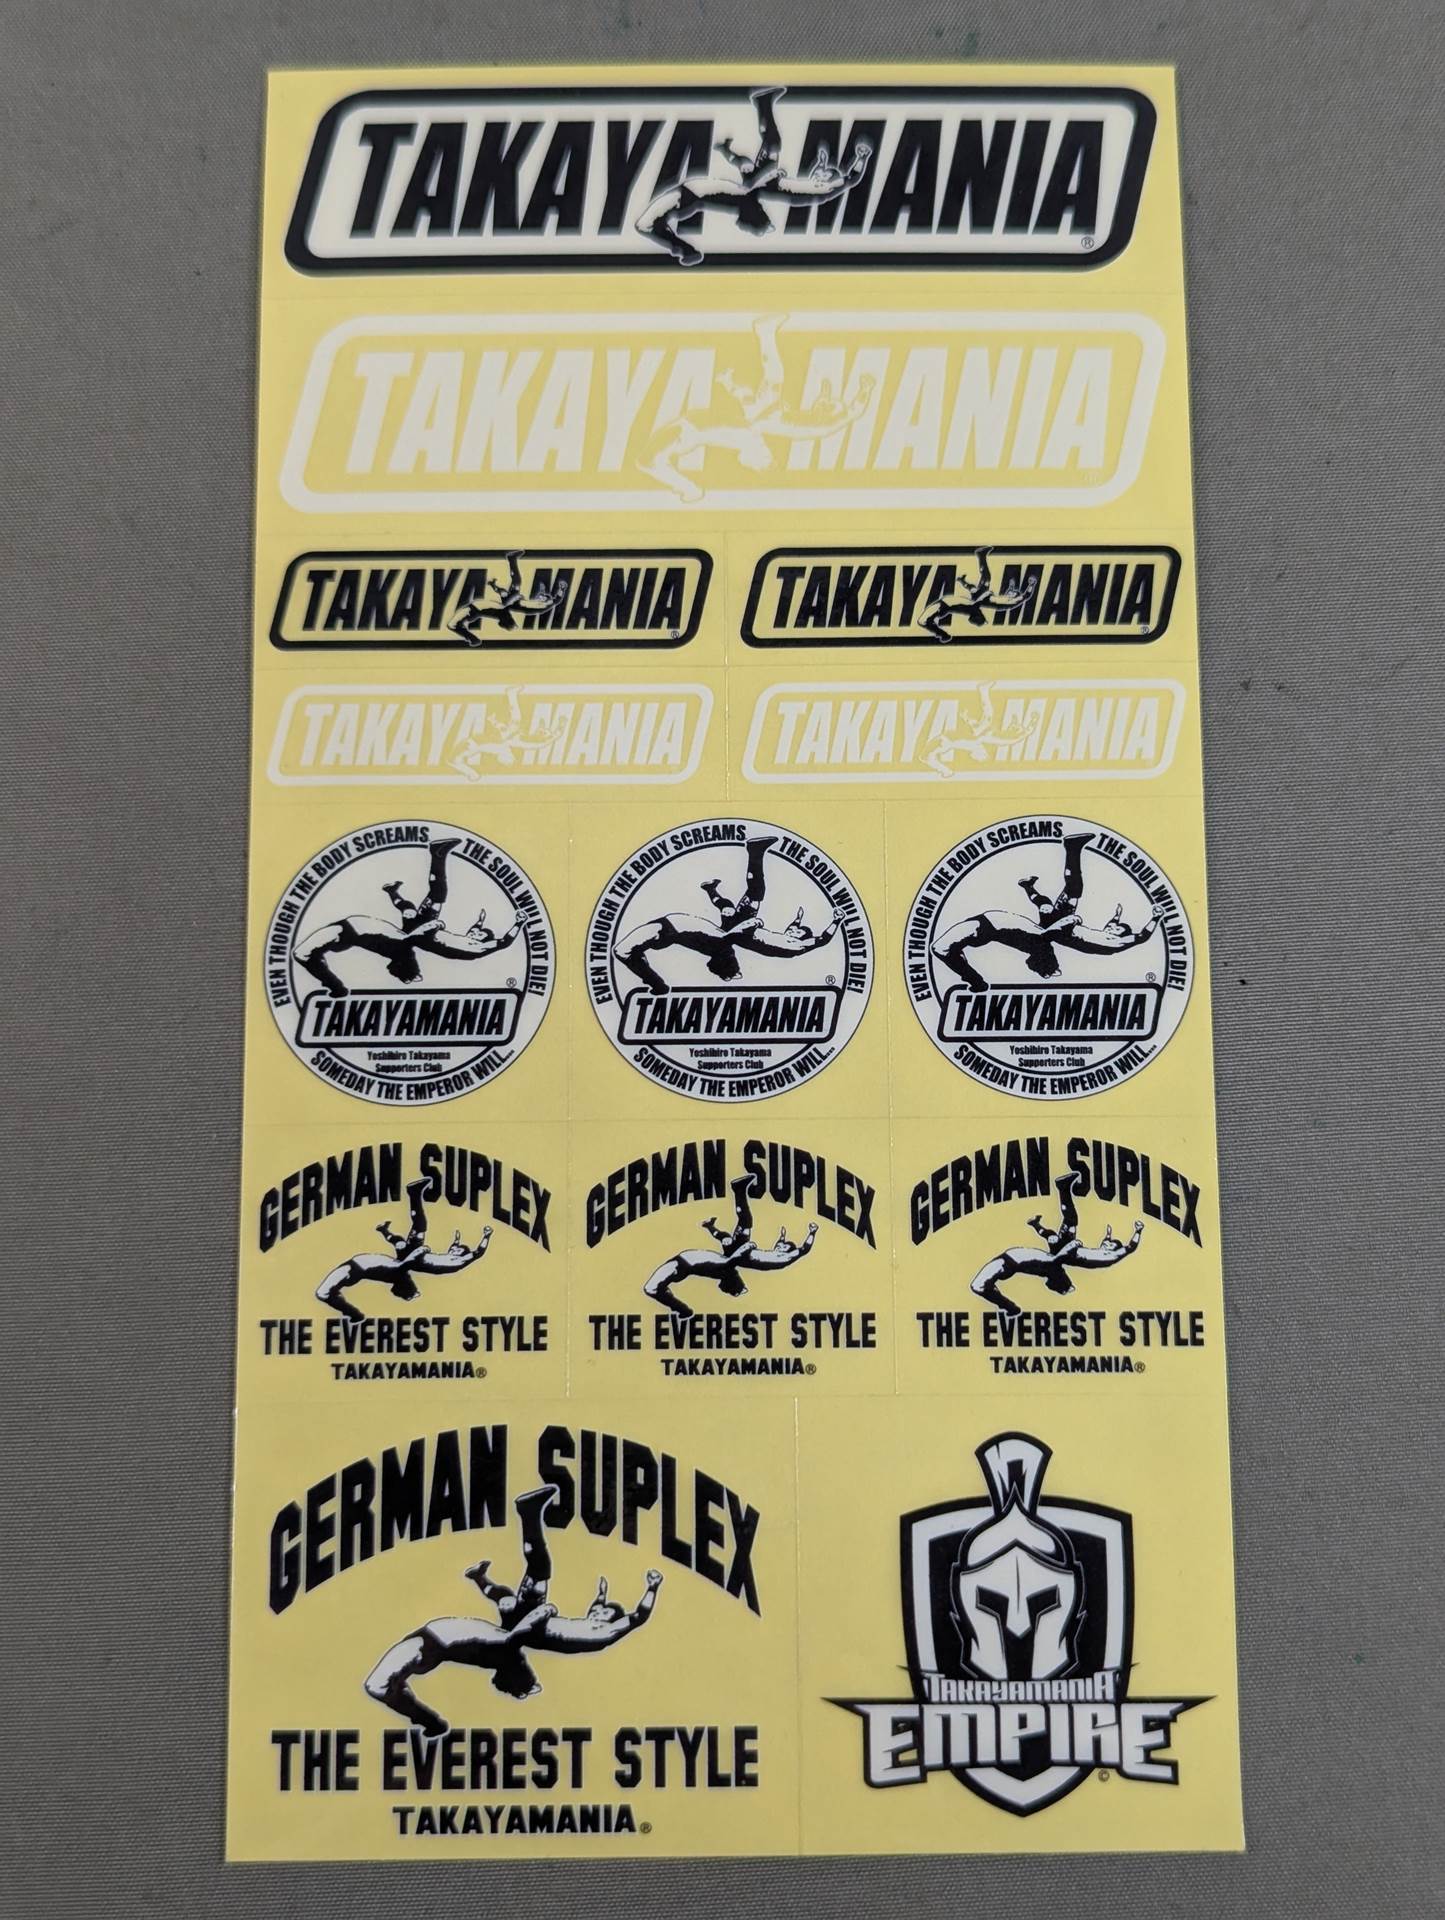 TAKAYAMANIA®
TAKAYAMANIA
TAKAYAMANIA® TAKAYAMANIA®
TAKAYAMANIA TAKAYAMANIA
EVEN THOUGH THE BODY SCREAMS THE SOUL WILL NOT DIE!
®
TAKAYAMANIA
Yoshihiro Takayama
Supporters Club
SOMEDAY THE EMPEROR WILL....
EVEN THOUGH THE BODY SCREAMS THE SOUL WILL NOT DIE!
®
TAKAYAMANIA
Yoshihiro Takayama
Supporters Club
SOMEDAY THE EMPEROR WILL....
EVEN THOUGH THE BODY SCREAMS THE SOUL WILL NOT DIE!
®
TAKAYAMANIA
Yoshihiro Takayama
Supporters Club
SOMEDAY THE EMPEROR WILL....
GERMAN SUPLEX
THE EVEREST STYLE
TAKAYAMANIA®
GERMAN SUPLEX
THE EVEREST STYLE
TAKAYAMANIA®
GERMAN SUPLEX
THE EVEREST STYLE
TAKAYAMANIA®
GERMAN SUPLEX
THE EVEREST STYLE
TAKAYAMANIA®
TAKAYAMANIA
EMPIRE
©